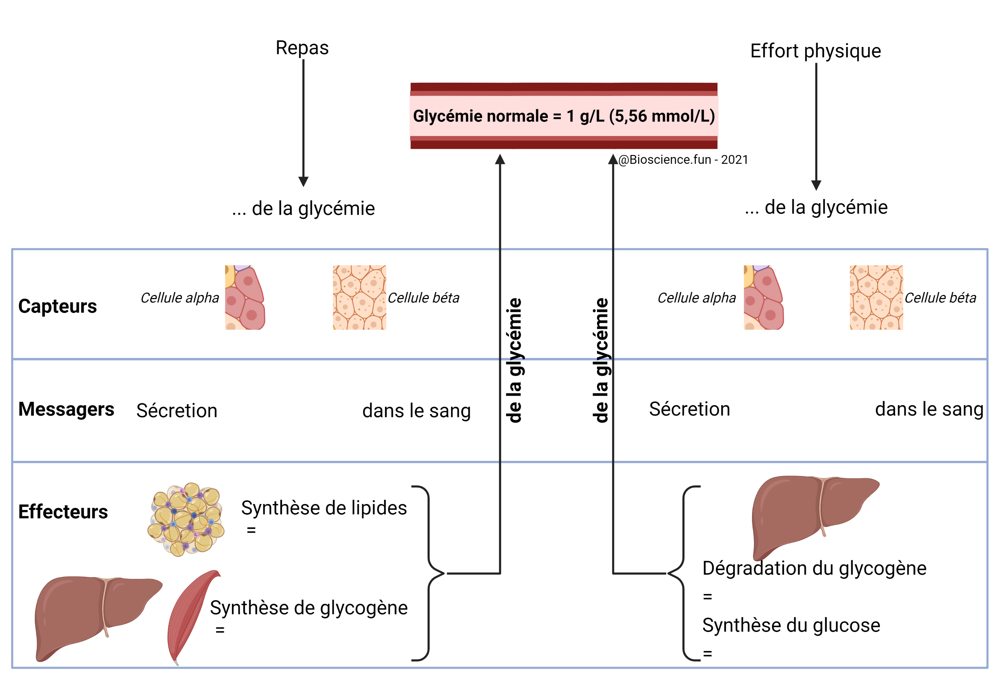 Repas
Effort physique
Glycémie normale = 1 g/L (5,56 mmol/L)
@Bioscience.fun - 2021
... de la glycémie
... de la glycémie
Capteurs
Cellule alpha
Cellule béta
Cellule alpha
Cellule béta
de la glycémie
de la glycémie
Messagers
Sécretion
dans le sang
Sécretion
dans le sang
Effecteurs
Synthèse de lipides
=
Synthèse de glycogène
=
Dégradation du glycogène
=
Synthèse du glucose
=